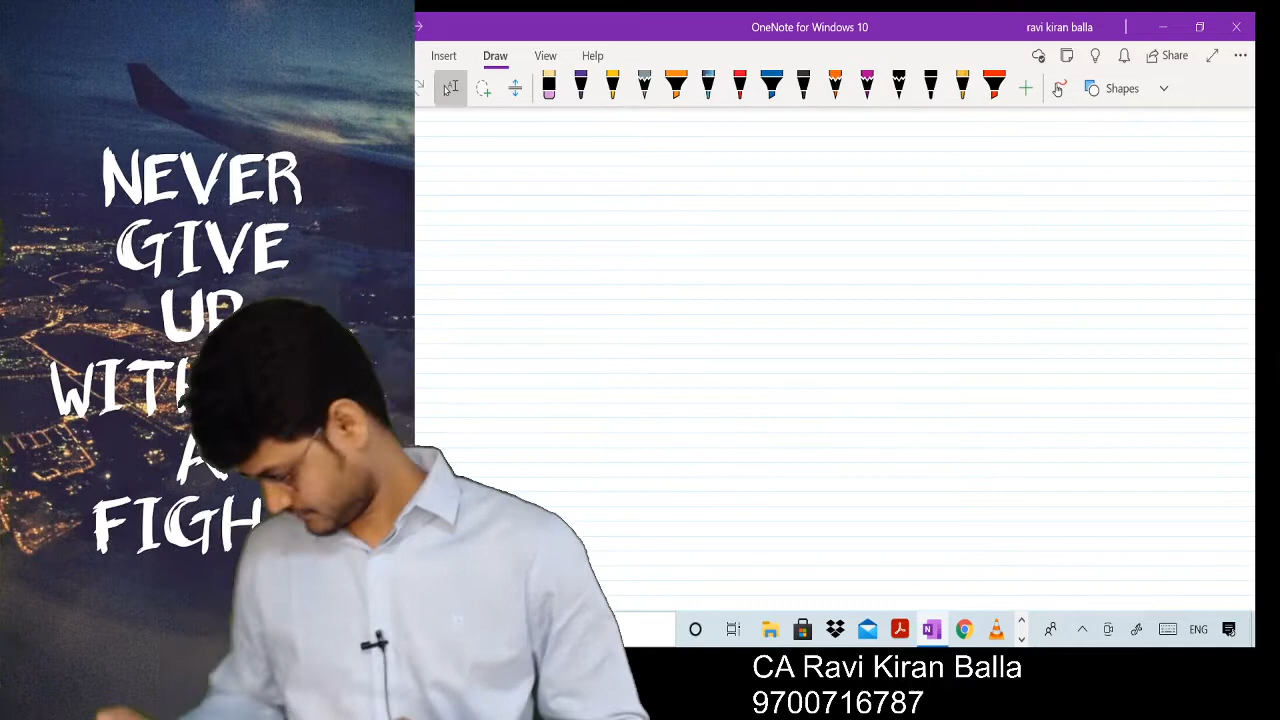 NEVER
GIVE
UP
WITH
A
FIGH
OneNote for Windows 10
ravi kiran balla
Insert
Draw
View
Help
Share
Shapes
ENG
CA Ravi Kiran Balla
9700716787